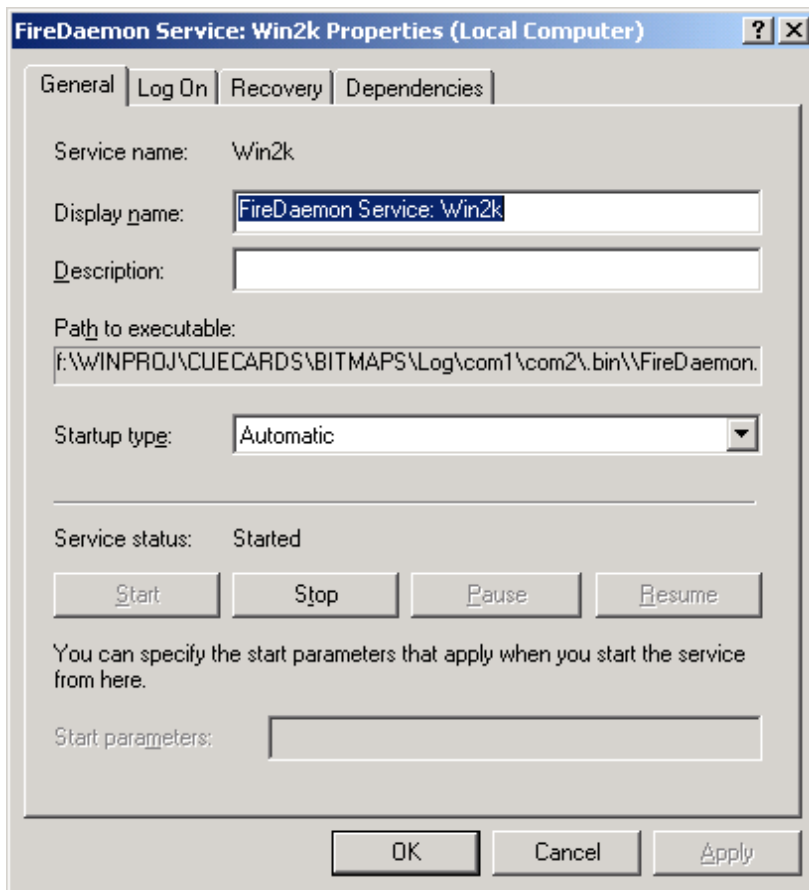 FireDaemon Service: Win2k Properties (Local Computer)
General Log On Recovery Dependencies
Service name: Win2k
Display name: FireDaemon Service: Win2k
Description:
Path to executable:
f:\WINPROJ\CUECARDS\BITMAPS\Log\com1\com2\.bin\\FireDaemon.
Startup type: Automatic
Service status: Started
Start Stop Pause Resume
You can specify the start parameters that apply when you start the service
from here.
Start parameters:
OK Cancel Apply